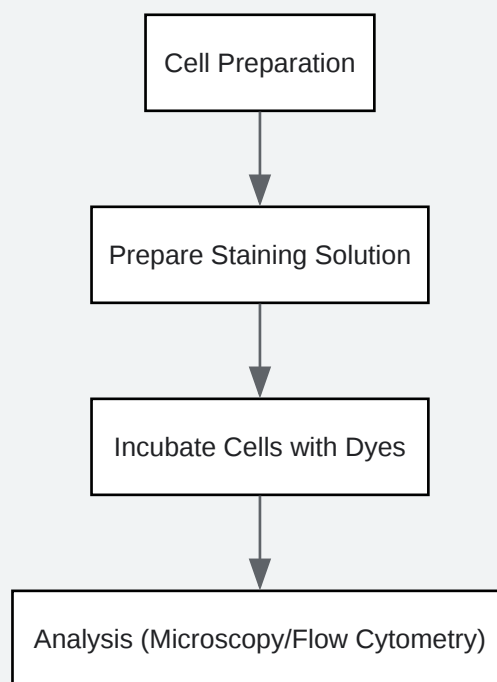 Cell Preparation
Prepare Staining Solution
Incubate Cells with Dyes
Analysis (Microscopy/Flow Cytometry)